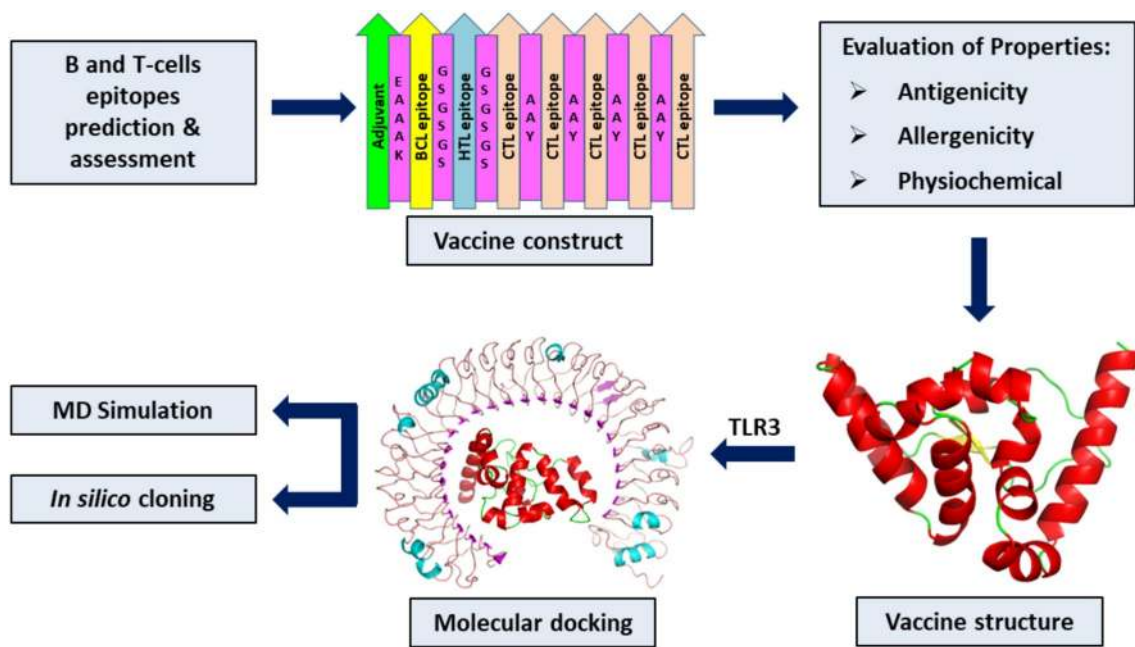 B and T-cells
epitopes
prediction &
assessment
Adjuvant
EAAAK
BCL epitope
GSGSGS
HTL epitope
GSGSGS
CTL epitope
AAY
CTL epitope
AAY
CTL epitope
AAY
CTL epitope
AAY
CTL epitope
Vaccine construct
Evaluation of Properties:
➢ Antigenicity
➢ Allergenicity
➢ Physiochemical
MD Simulation
In silico cloning
TLR3
Molecular docking
Vaccine structure